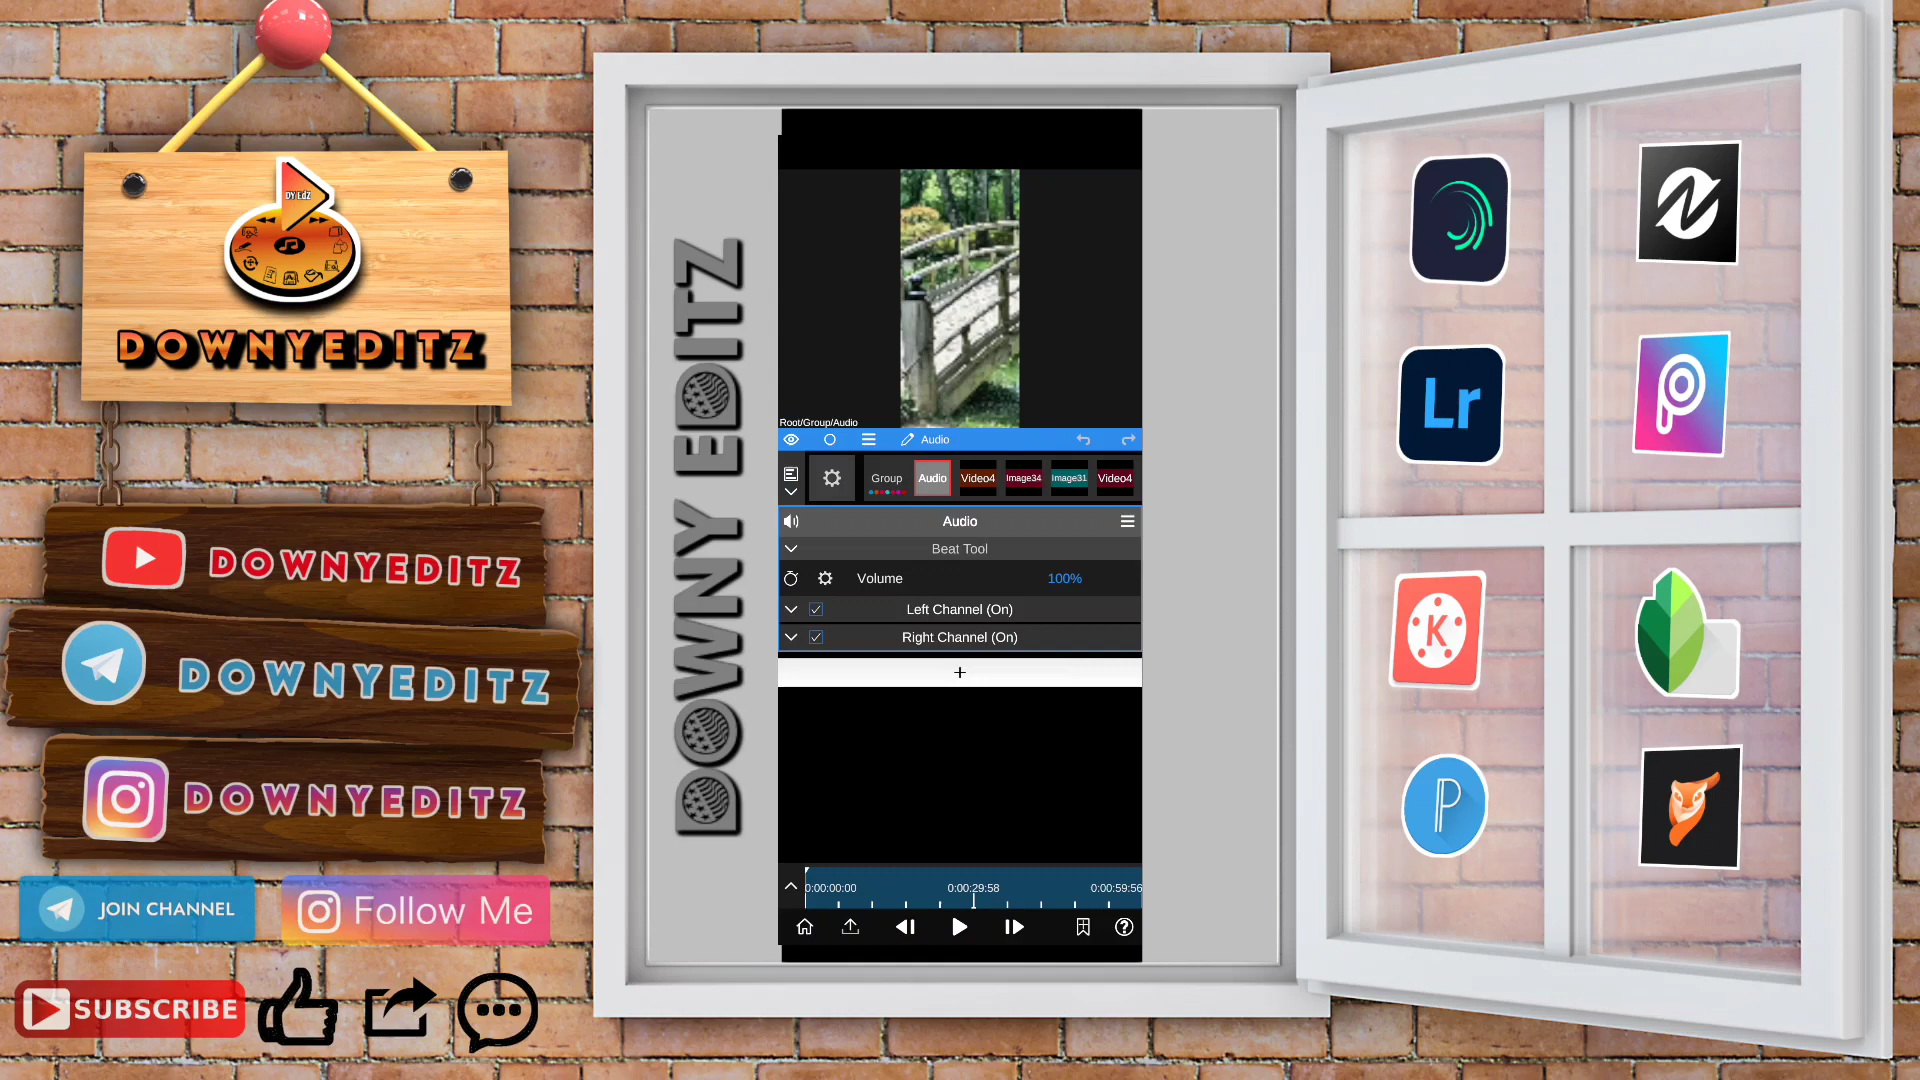 DY EdZ
DOWNYEDITZ
DOWNYEDITZ
DOWNYEDITZ
DOWNYEDITZ
JOIN CHANNEL
Follow Me
SUBSCRIBE
DOWNY EDITZ
Root/Group/Audio
Audio
Group Audio Video4 Image34 Image31 Video4
Audio
Beat Tool
Volume 100%
Left Channel (On)
Right Channel (On)
+
0:00:00:00 0:00:29:58 0:00:59:56
Lr
K